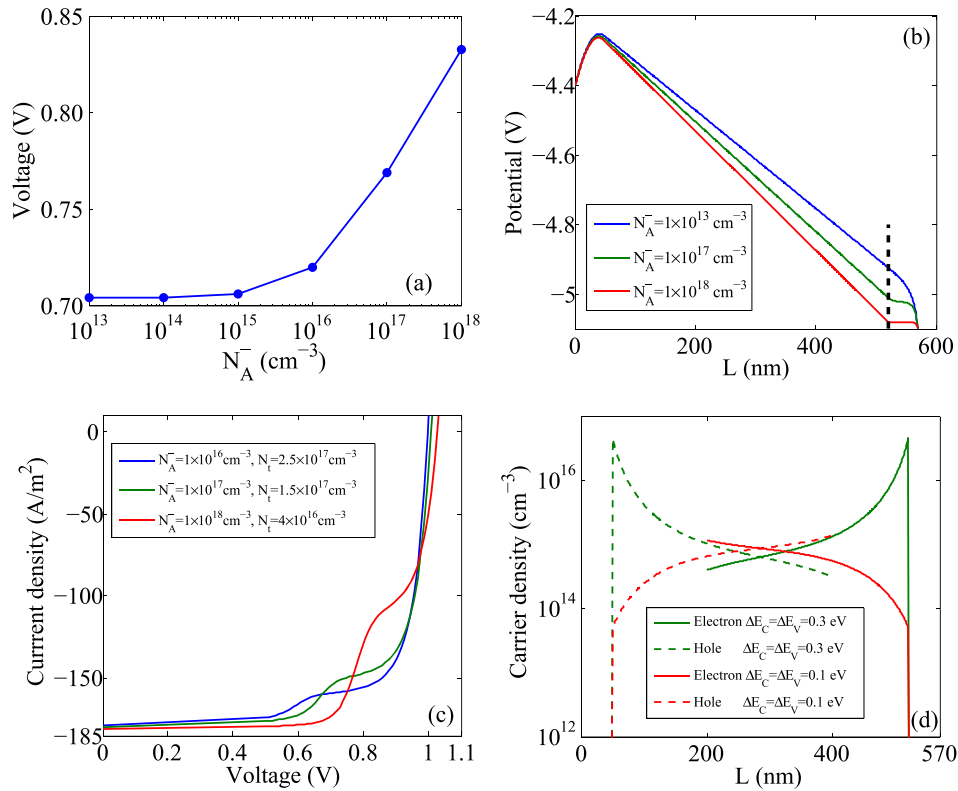 0.85
0.80
0.75
0.70
Voltage (V)
10^13 10^14 10^15 10^16 10^17 10^18
N_A^− (cm^−3)
(a)
−4.2
−4.4
−4.6
−4.8
−5
Potential (V)
(b)
N_A^−=1×10^13 cm^−3
N_A^−=1×10^17 cm^−3
N_A^−=1×10^18 cm^−3
0 200 400 600
L (nm)
0
−50
−100
−150
−185
Currrent density (A/m^2)
N_A^−=1×10^16cm^−3, N_t=2.5×10^17cm^−3
N_A^−=1×10^17cm^−3, N_t=1.5×10^17cm^−3
N_A^−=1×10^18cm^−3, N_t=4×10^16cm^−3
(c)
0 0.2 0.4 0.6 0.8 1 1.1
Voltage (V)
10^16
10^14
10^12
Carrier density (cm^−3)
Electron ΔE_C=ΔE_V=0.3 eV
Hole ΔE_C=ΔE_V=0.3 eV
Electron ΔE_C=ΔE_V=0.1 eV
Hole ΔE_C=ΔE_V=0.1 eV
(d)
200 400 570
L (nm)